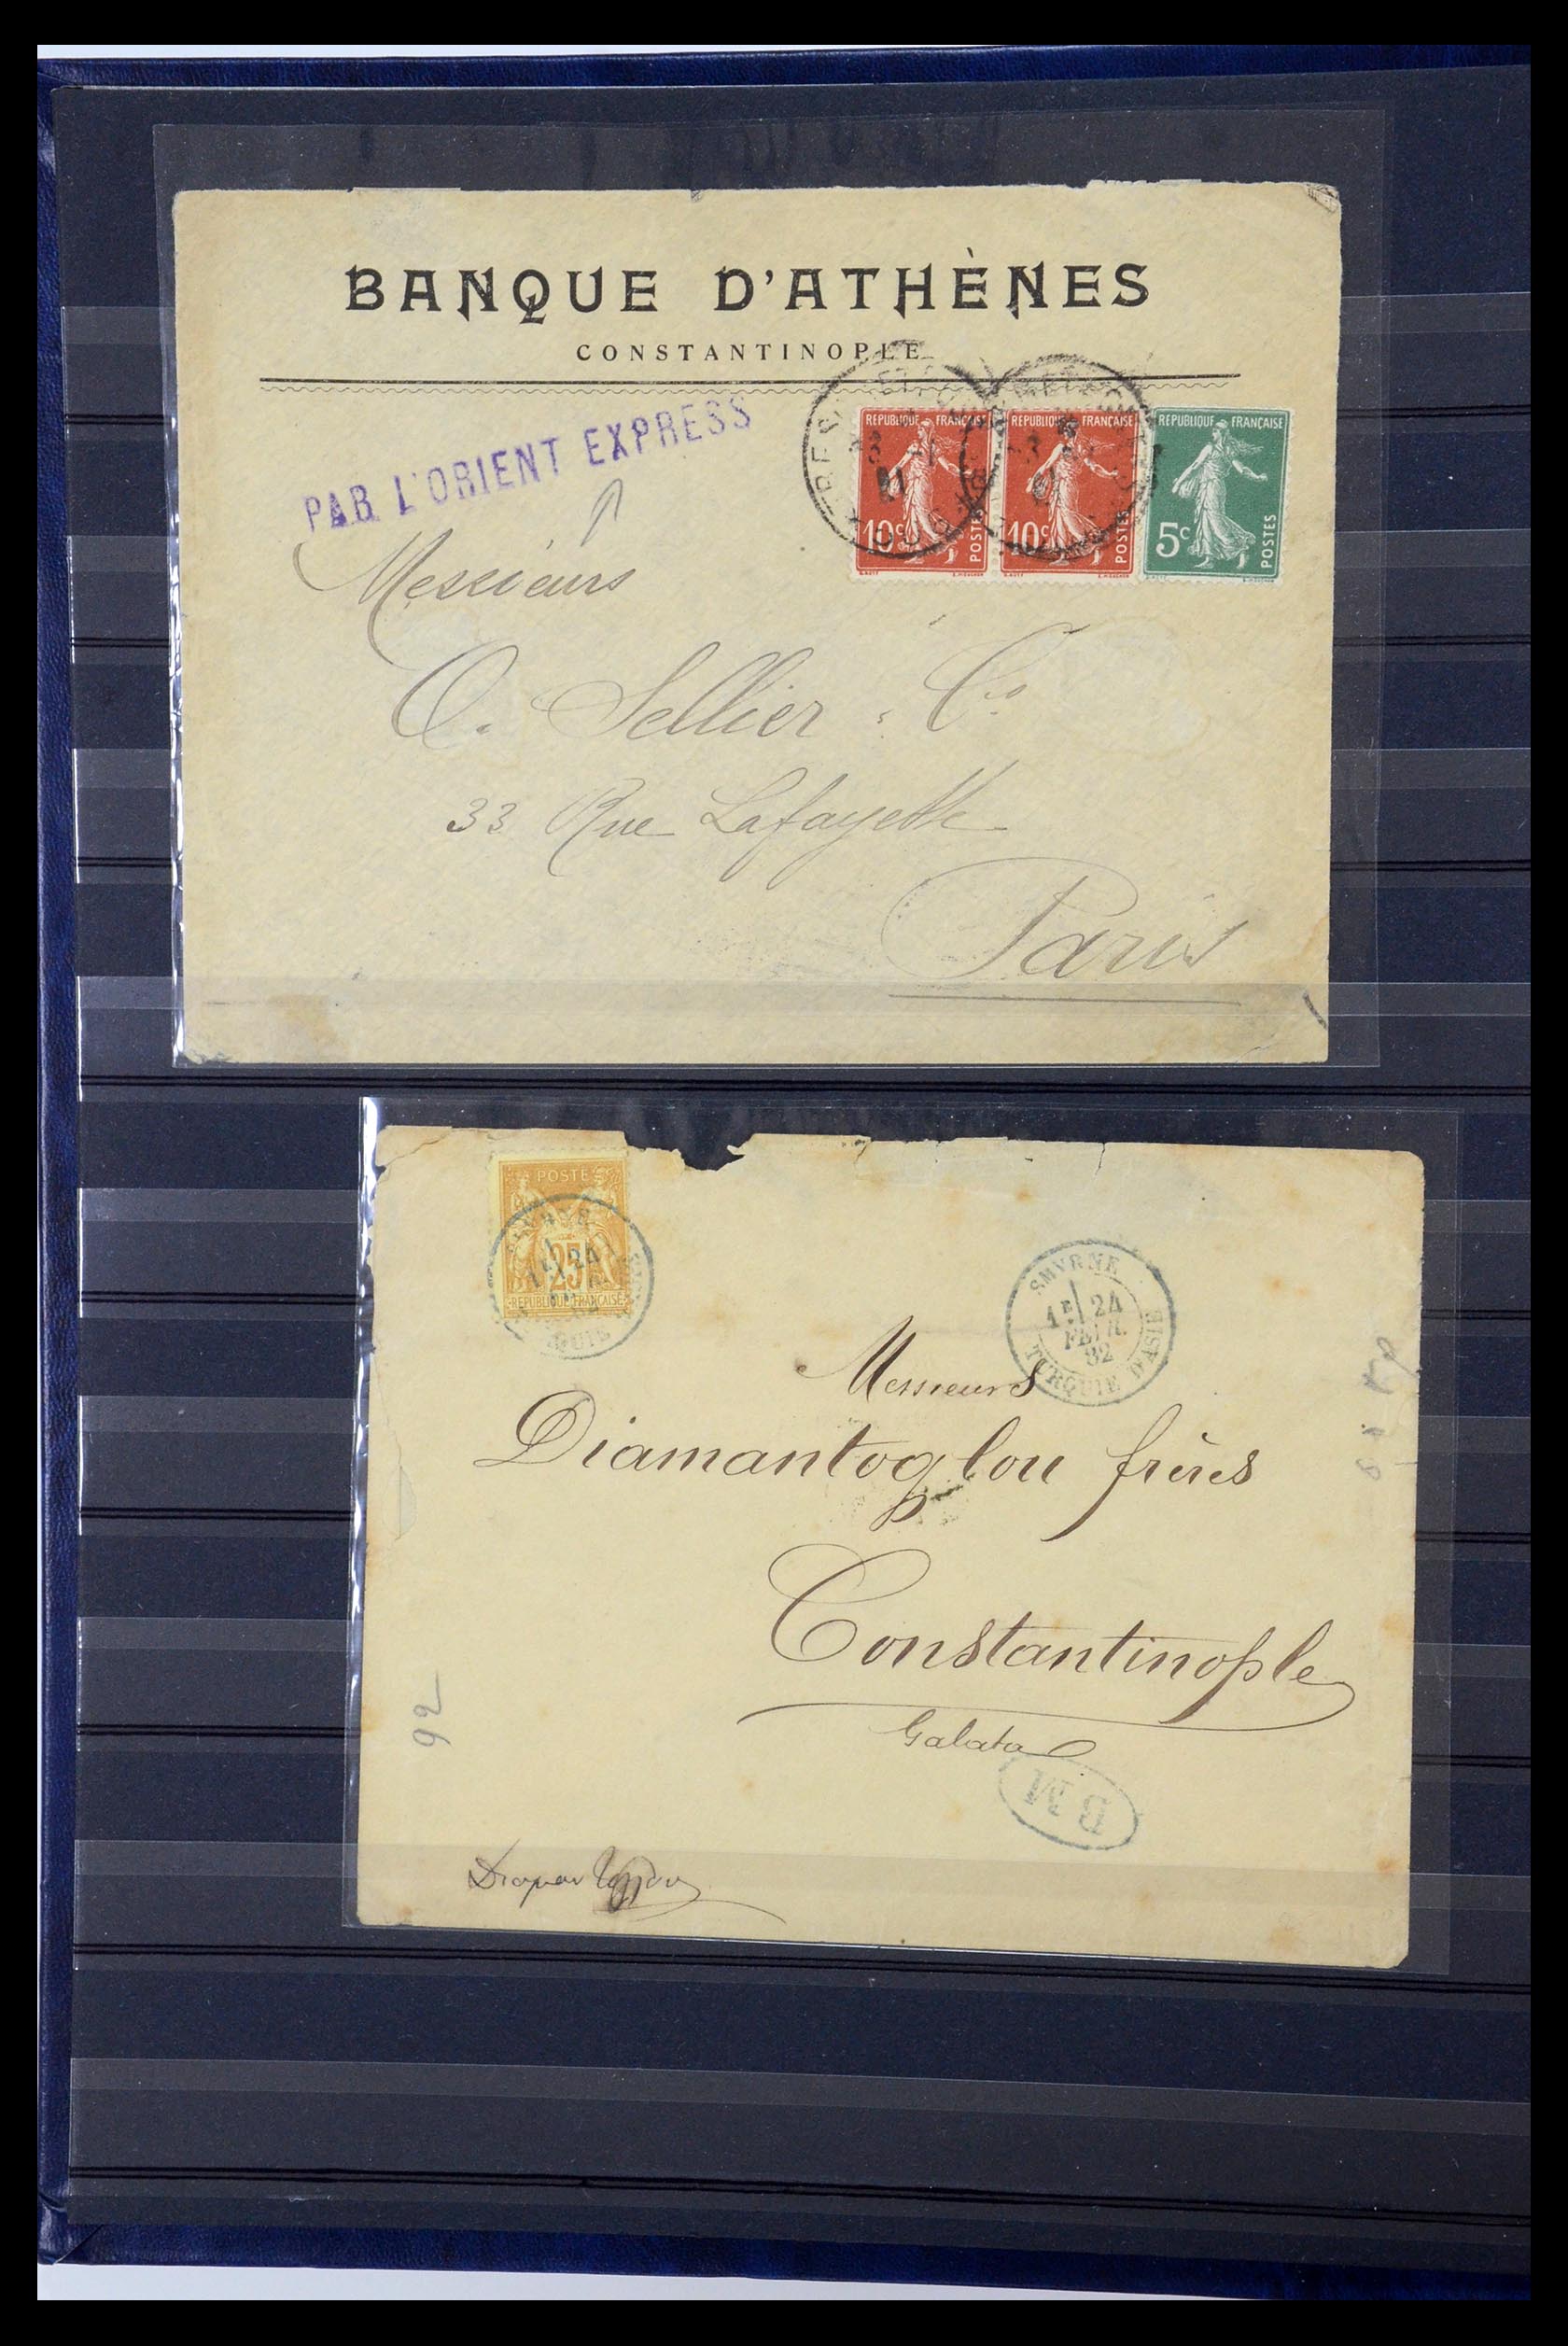 BANQUE D'ATHÈNES
CONSTANTINOPLE
PAR L'ORIENT EXPRESS
REPUBLIQUE FRANÇAISE
10c POSTES
REPUBLIQUE FRANÇAISE
10c POSTES
REPUBLIQUE FRANÇAISE
5c POSTES
Messieurs
O. Sellier & Cie
33 Rue Lafayette
Paris
POSTE
25
REPUBLIQUE FRANÇAISE
SMYRNE
1E 24
FEVR.
92
TURQUIE D'ASIE
Messieurs
Diamantoglou frères
Constantinople
Galata
B M
92